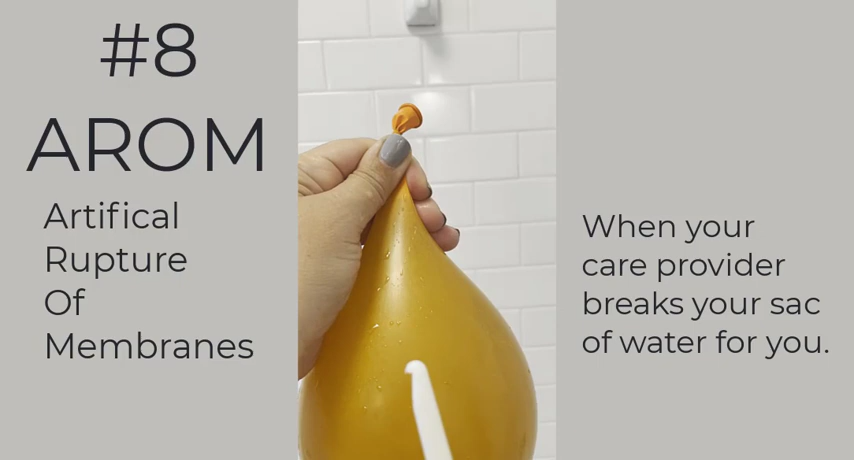 #8
AROM
Artifical
Rupture
Of
Membranes
When your
care provider
breaks your sac
of water for you.